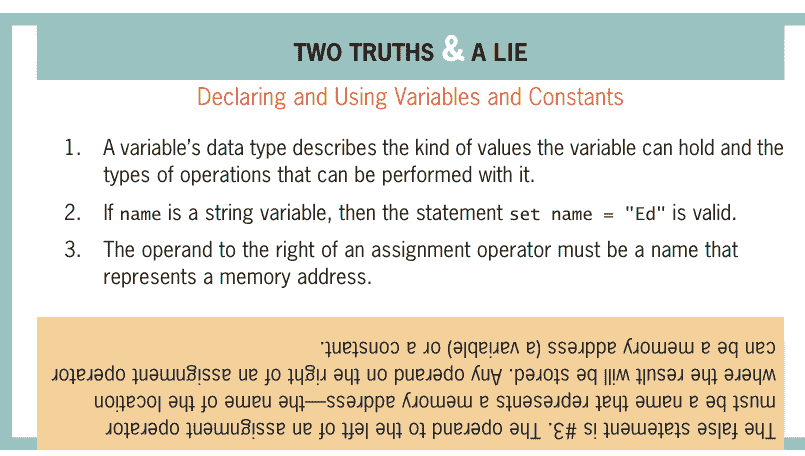 TWO TRUTHS & A LIE
Declaring and Using Variables and Constants
1. A variable’s data type describes the kind of values the variable can hold and the
types of operations that can be performed with it.
2. If name is a string variable, then the statement set name = "Ed" is valid.
3. The operand to the right of an assignment operator must be a name that
represents a memory address.
The false statement is #3. The operand to the left of an assignment operator
must be a name that represents a memory address—the name of the location
where the result will be stored. Any operand on the right of an assignment operator
can be a memory address (a variable) or a constant.